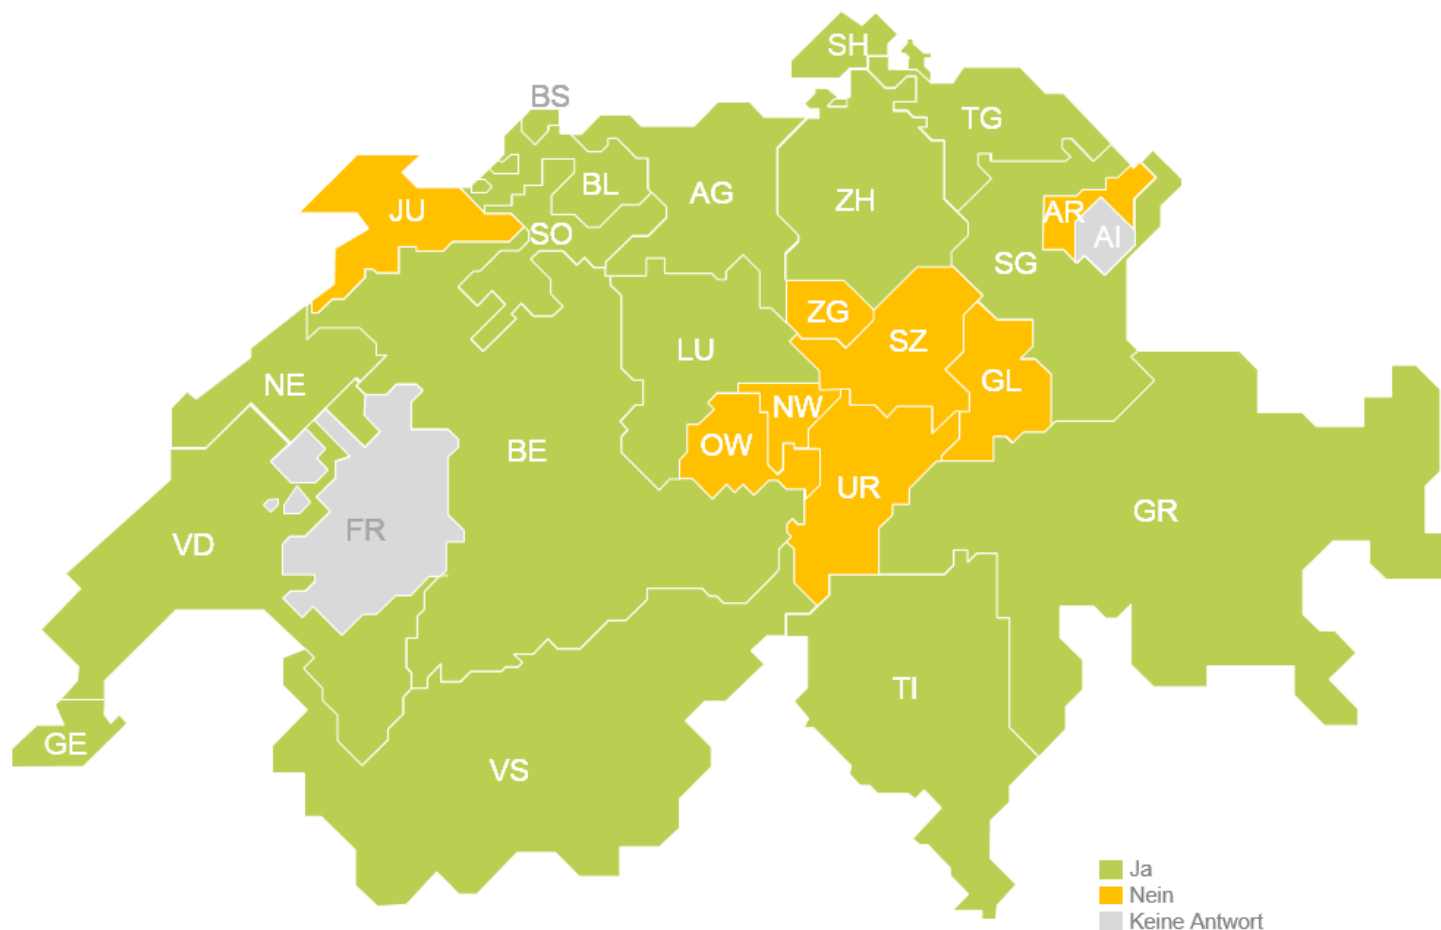 SH
BS
TG
BL
AG
ZH
JU
AR
SO
AI
SG
ZG
SZ
LU
GL
NE
NW
OW
BE
UR
GR
FR
VD
TI
GE
VS
Ja
Nein
Keine Antwort